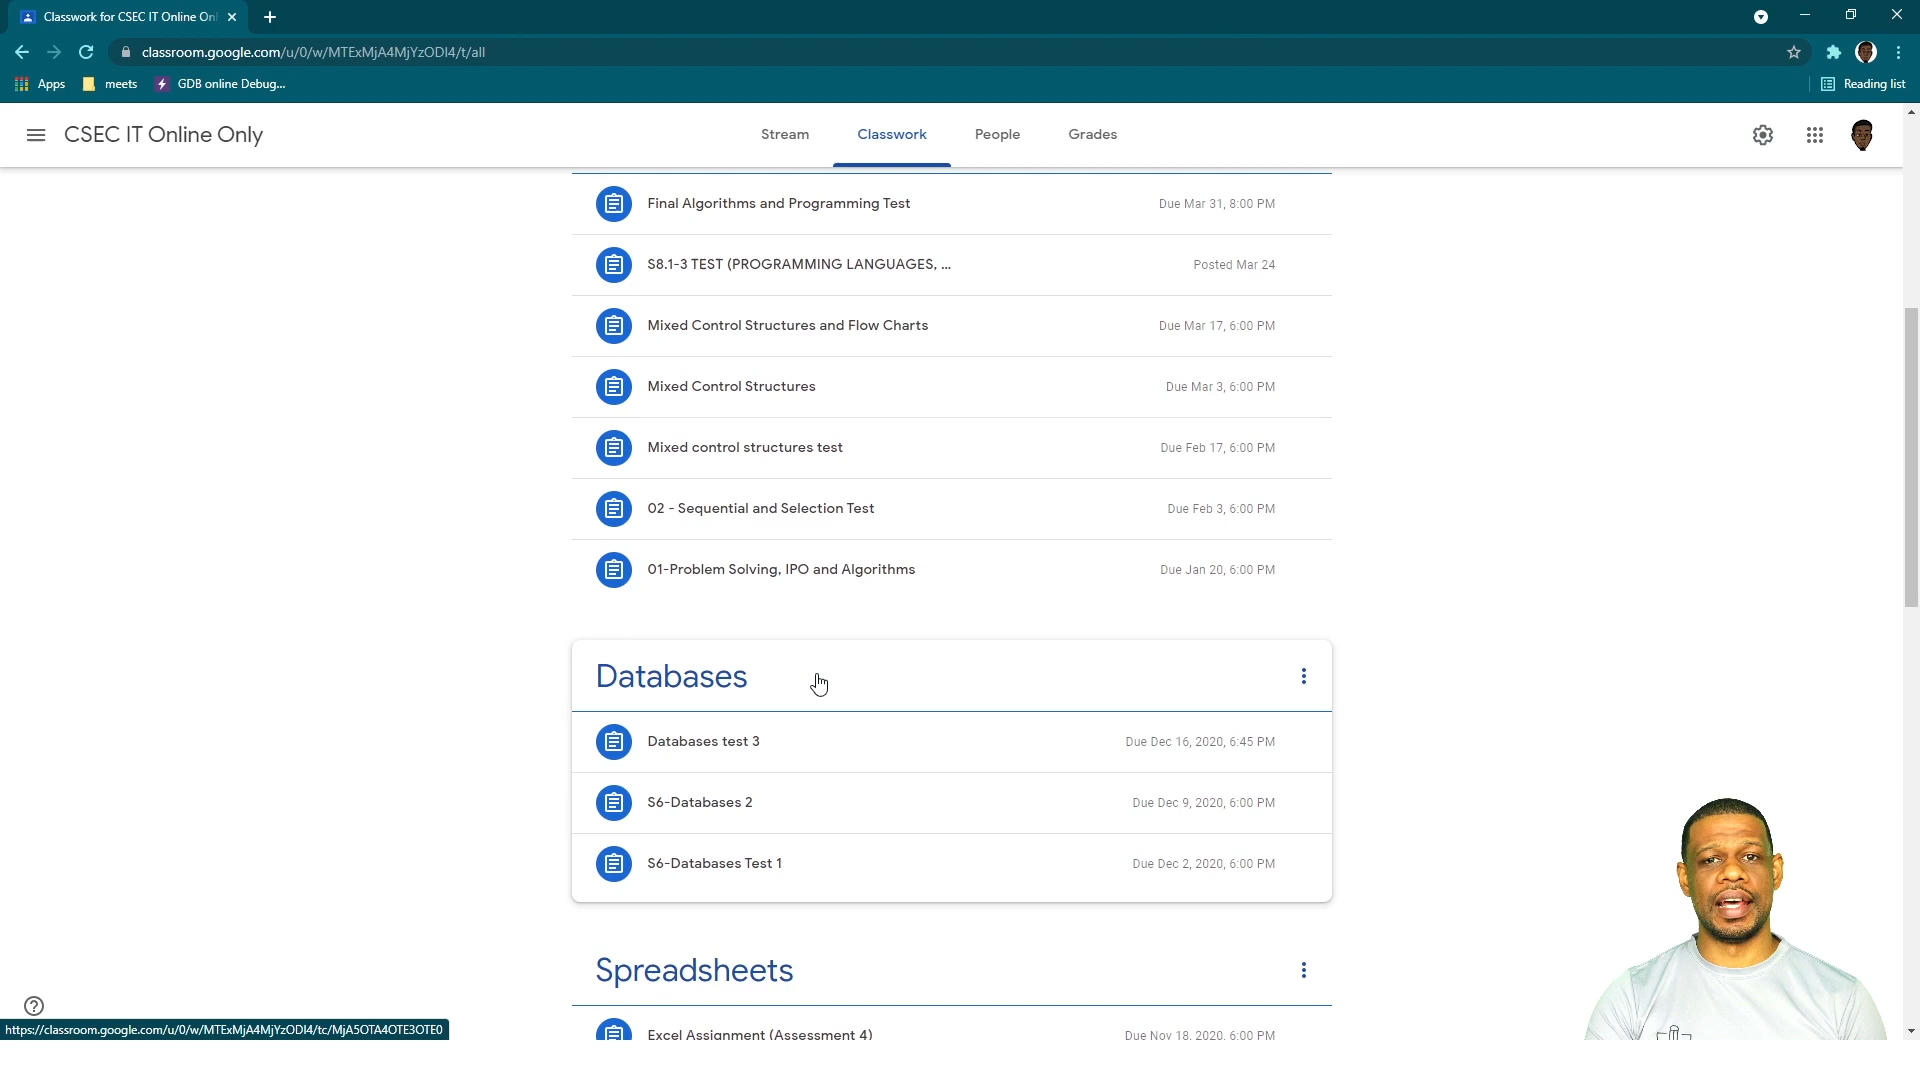 Classwork for CSEC IT Online Onl
classroom.google.com/u/0/w/MTExMjA4MjYzODI4/t/all
Apps
meets
GDB online Debug...
Reading list
CSEC IT Online Only
Stream
Classwork
People
Grades
Final Algorithms and Programming Test
Due Mar 31, 8:00 PM
S8.1-3 TEST (PROGRAMMING LANGUAGES, ...
Posted Mar 24
Mixed Control Structures and Flow Charts
Due Mar 17, 6:00 PM
Mixed Control Structures
Due Mar 3, 6:00 PM
Mixed control structures test
Due Feb 17, 6:00 PM
02 - Sequential and Selection Test
Due Feb 3, 6:00 PM
01-Problem Solving, IPO and Algorithms
Due Jan 20, 6:00 PM
Databases
Databases test 3
Due Dec 16, 2020, 6:45 PM
S6-Databases 2
Due Dec 9, 2020, 6:00 PM
S6-Databases Test 1
Due Dec 2, 2020, 6:00 PM
Spreadsheets
Excel Assignment (Assessment 4)
Due Nov 18, 2020, 6:00 PM
https://classroom.google.com/u/0/w/MTExMjA4MjYzODI4/tc/MjA5OTA4OTE3OTE0